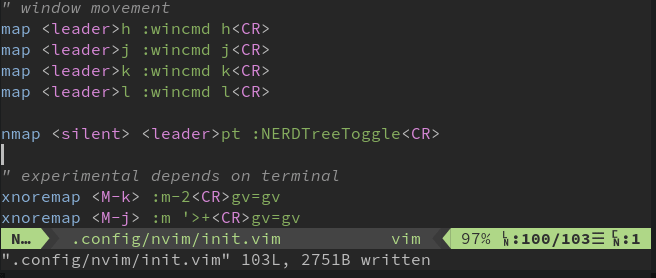 " window movement
map <leader>h :wincmd h<CR>
map <leader>j :wincmd j<CR>
map <leader>k :wincmd k<CR>
map <leader>l :wincmd l<CR>
nmap <silent> <leader>pt :NERDTreeToggle<CR>
" experimental depends on terminal
xnoremap <M-k> :m-2<CR>gv=gv
xnoremap <M-j> :m '>+<CR>gv=gv
N… .config/nvim/init.vim vim 97% ␤:100/103☰ ␀:1
".config/nvim/init.vim" 103L, 2751B written